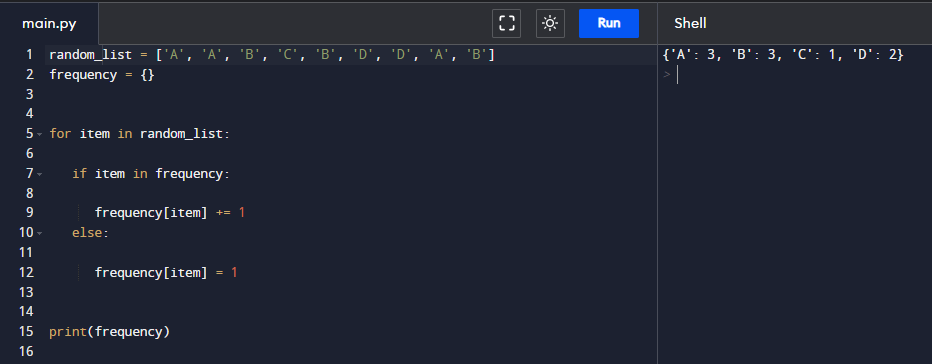 main.py
Run
Shell
1 random_list = ['A', 'A', 'B', 'C', 'B', 'D', 'D', 'A', 'B']
2 frequency = {}
3
4
5 for item in random_list:
6
7    if item in frequency:
8
9       frequency[item] += 1
10    else:
11
12       frequency[item] = 1
13
14
15 print(frequency)
16
{'A': 3, 'B': 3, 'C': 1, 'D': 2}
>